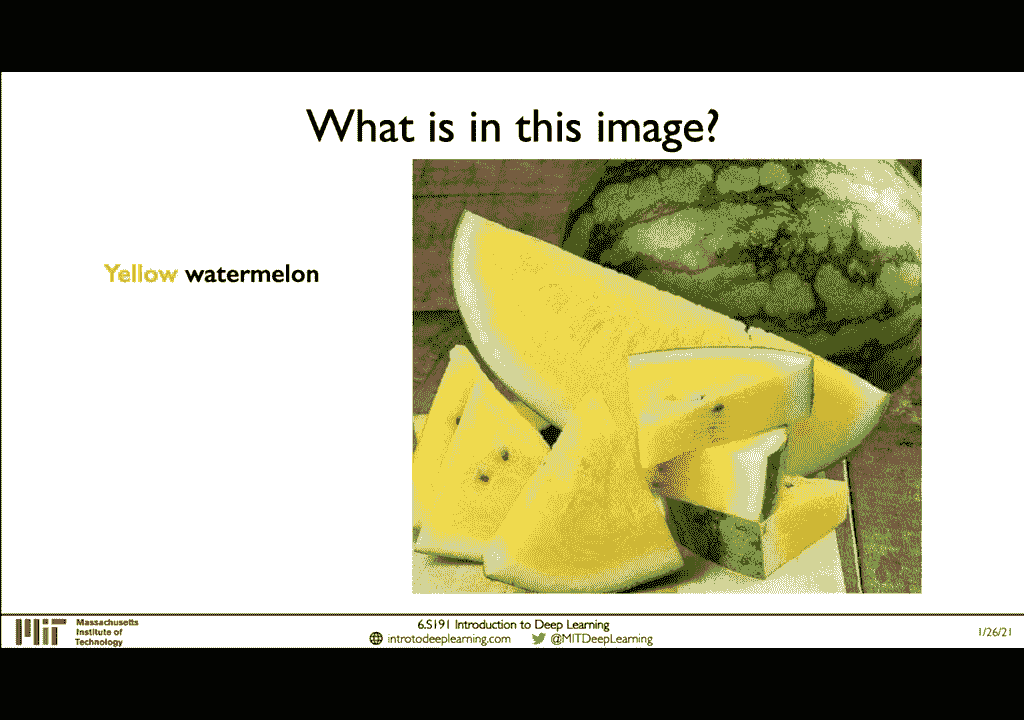 What is in this image?
Yellow watermelon
Massachusetts
Institute of
Technology
6.S191 Introduction to Deep Learning
introtodeeplearning.com @MITDeepLearning
1/26/21